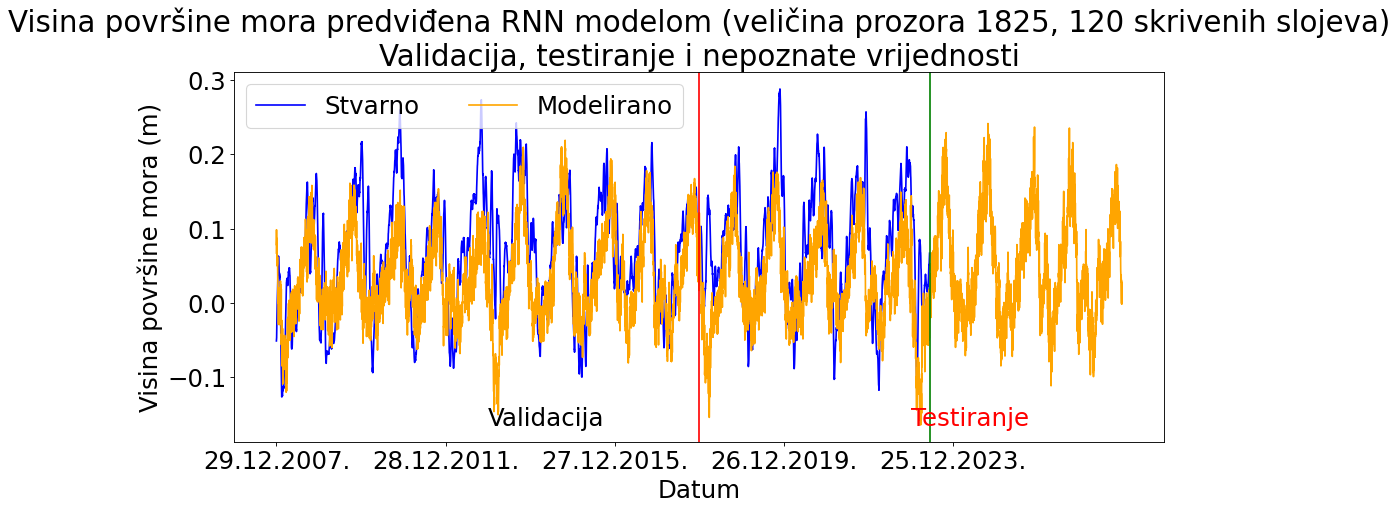 Visina površine mora predviđena RNN modelom (veličina prozora 1825, 120 skrivenih slojeva)
Validacija, testiranje i nepoznate vrijednosti
Visina površine mora (m)
0.3
0.2
0.1
0.0
−0.1
Stvarno
Modelirano
Validacija
Testiranje
29.12.2007.
28.12.2011.
27.12.2015.
26.12.2019.
25.12.2023.
Datum